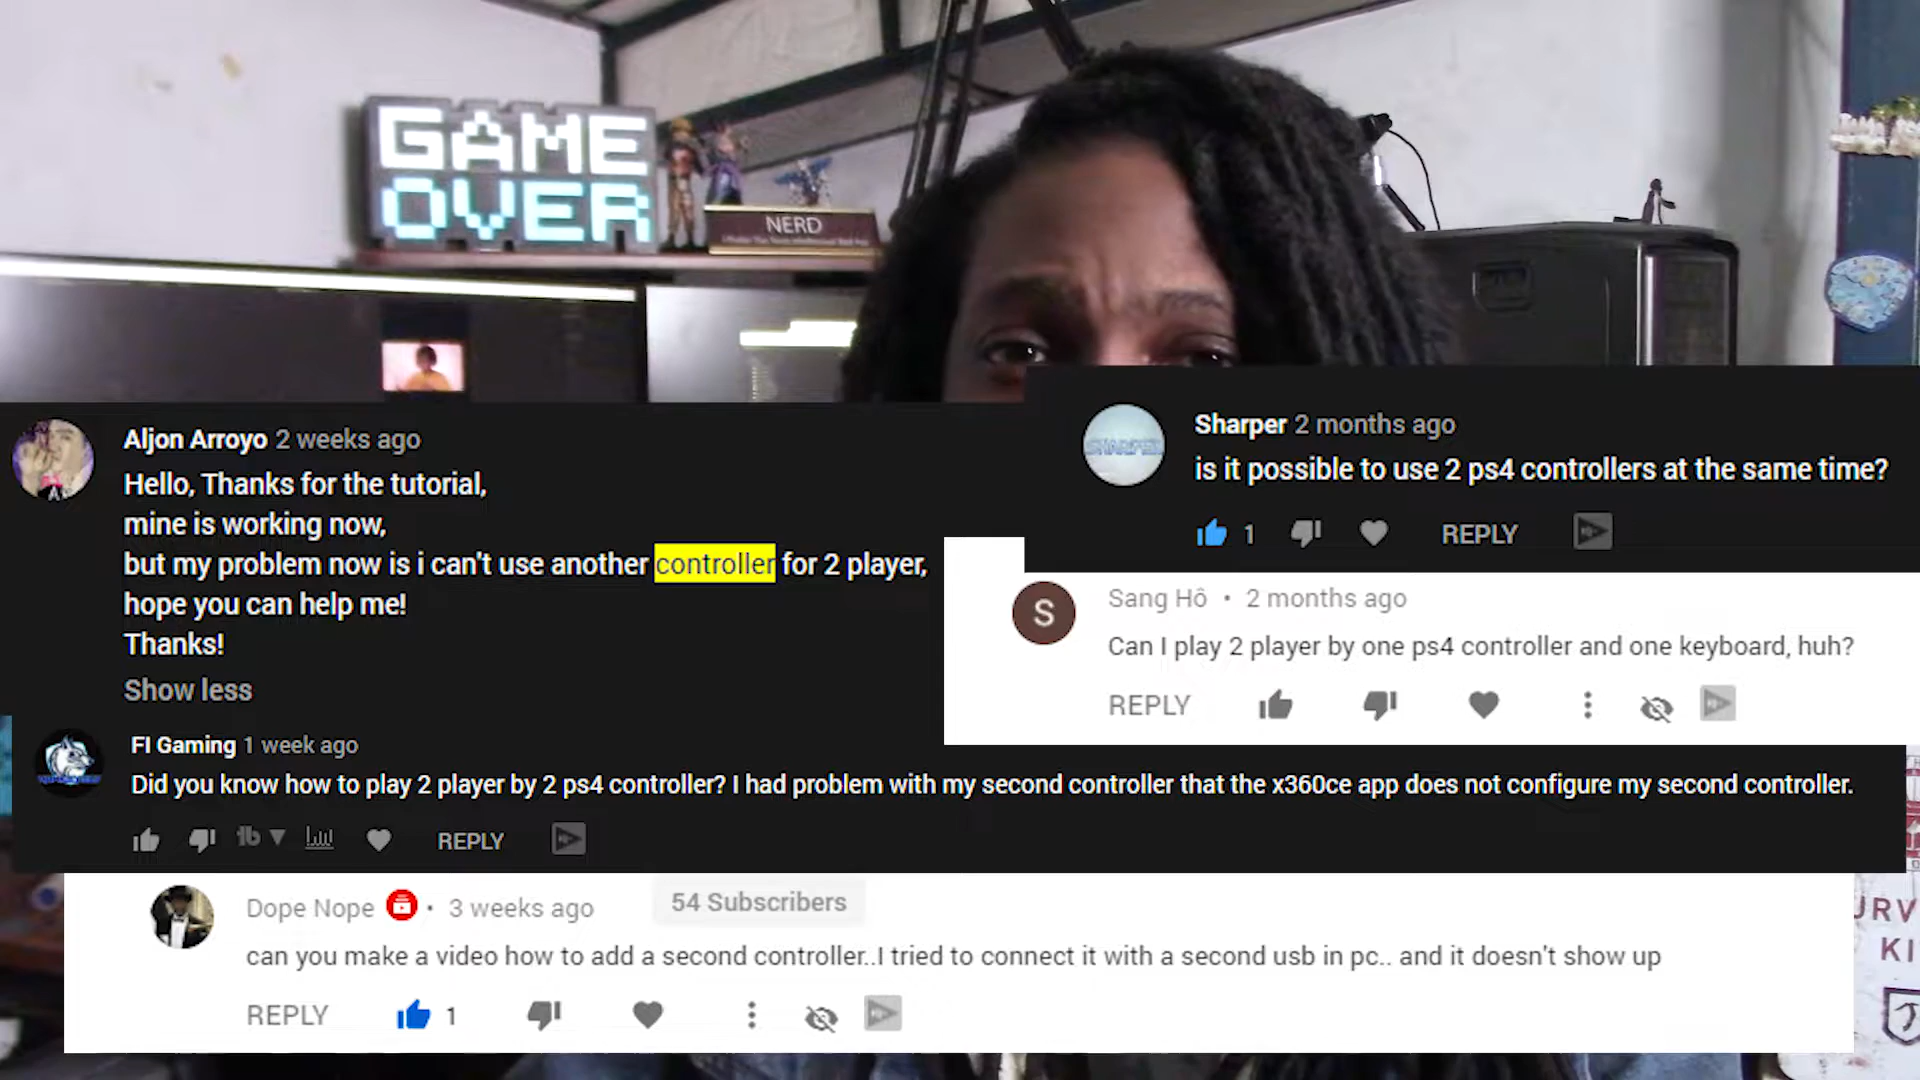 GAME
OVER
NERD
Aljon Arroyo 2 weeks ago
Hello, Thanks for the tutorial,
mine is working now,
but my problem now is i can't use another controller for 2 player,
hope you can help me!
Thanks!
Show less
Sharper 2 months ago
is it possible to use 2 ps4 controllers at the same time?
1 REPLY
S
Sang Hô • 2 months ago
Can I play 2 player by one ps4 controller and one keyboard, huh?
REPLY
FI Gaming 1 week ago
Did you know how to play 2 player by 2 ps4 controller? I had problem with my second controller that the x360ce app does not configure my second controller.
REPLY
Dope Nope • 3 weeks ago 54 Subscribers
can you make a video how to add a second controller..I tried to connect it with a second usb in pc.. and it doesn't show up
REPLY 1
URV
KI